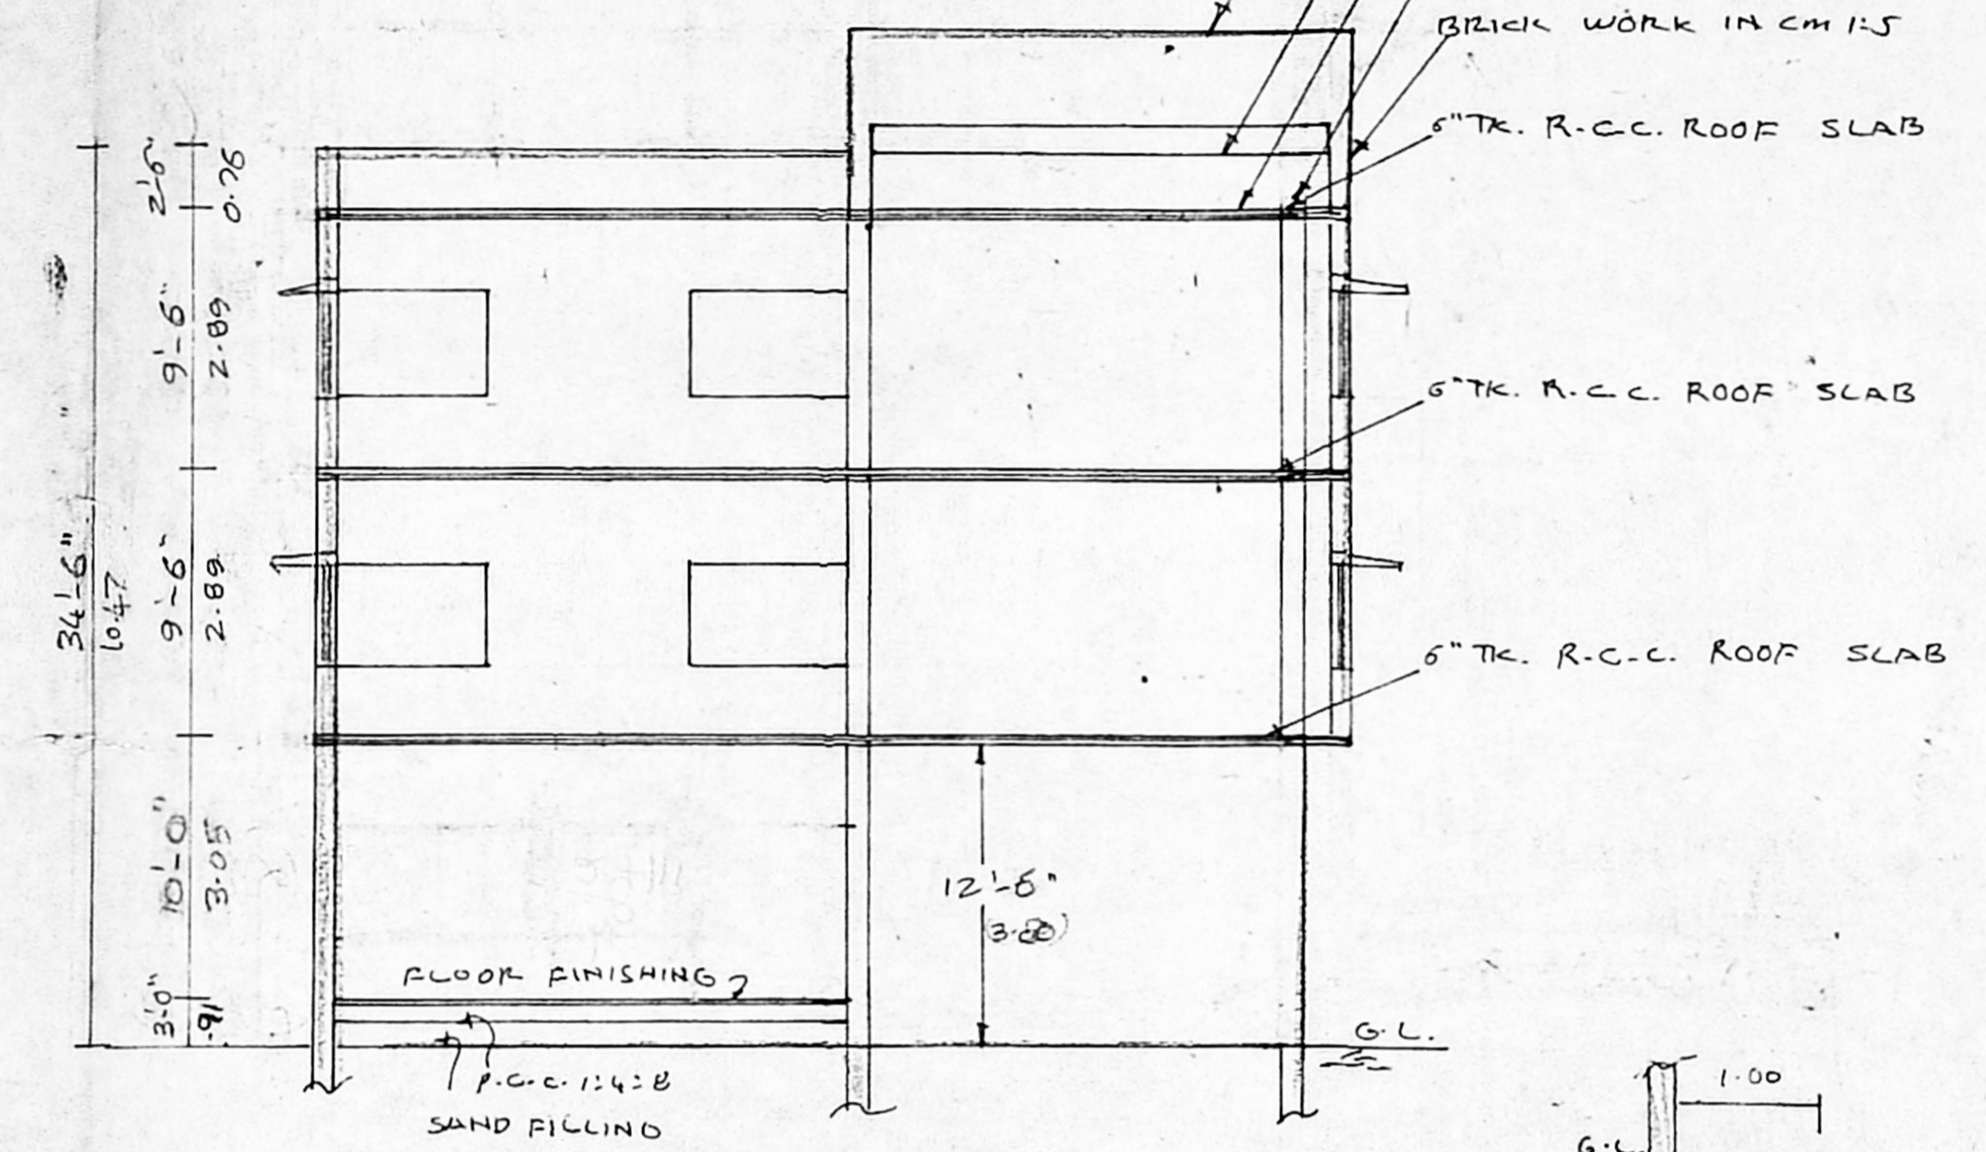 BRICK WORK IN CM 1:5
6" TK. R.C.C. ROOF SLAB
2'-6"
0.76
9'-6"
2.89
6" TK. R.C.C. ROOF SLAB
34'-6"
10.47
9'-6"
2.89
6" TK. R.C.C. ROOF SLAB
10'-0"
3.05
12'-6"
(3.80)
FLOOR FINISHING
3'-0"
.91
G.L.
P.C.C. 1:4:8
SAND FILLING
1.00
G.L.